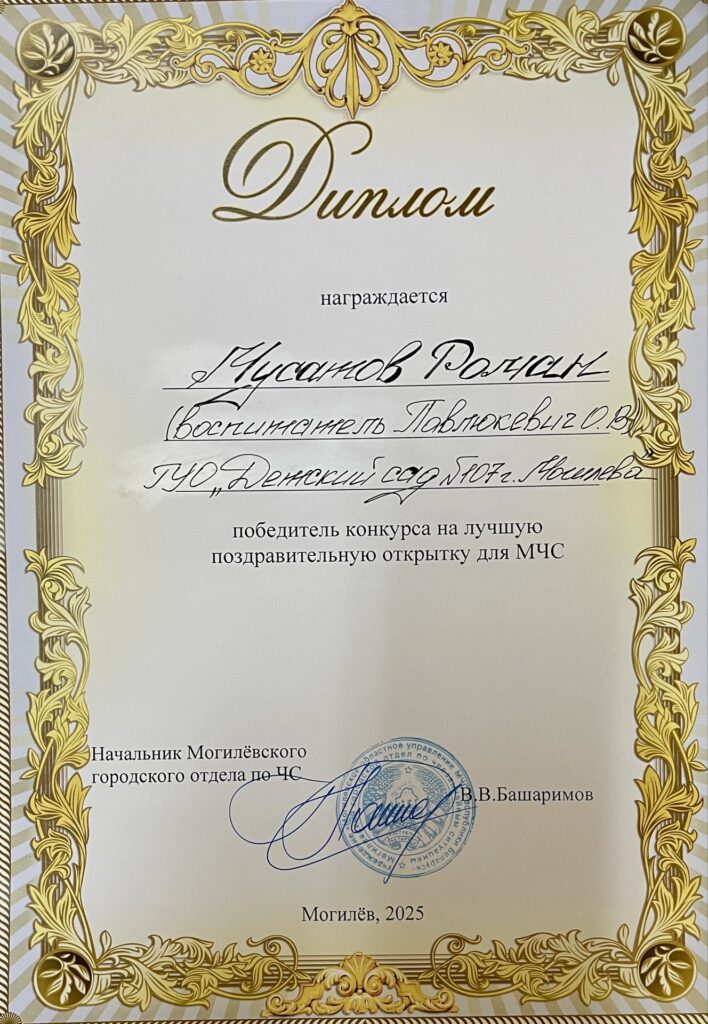 Диплом
награждается
Мусатов Роман
(воспитатель Павлюкевич О.В.)
ГУО „Детский сад №107 г. Могилева"
победитель конкурса на лучшую
поздравительную открытку для МЧС
Начальник Могилёвского
городского отдела по ЧС
В.В.Башаримов
Могилёв, 2025